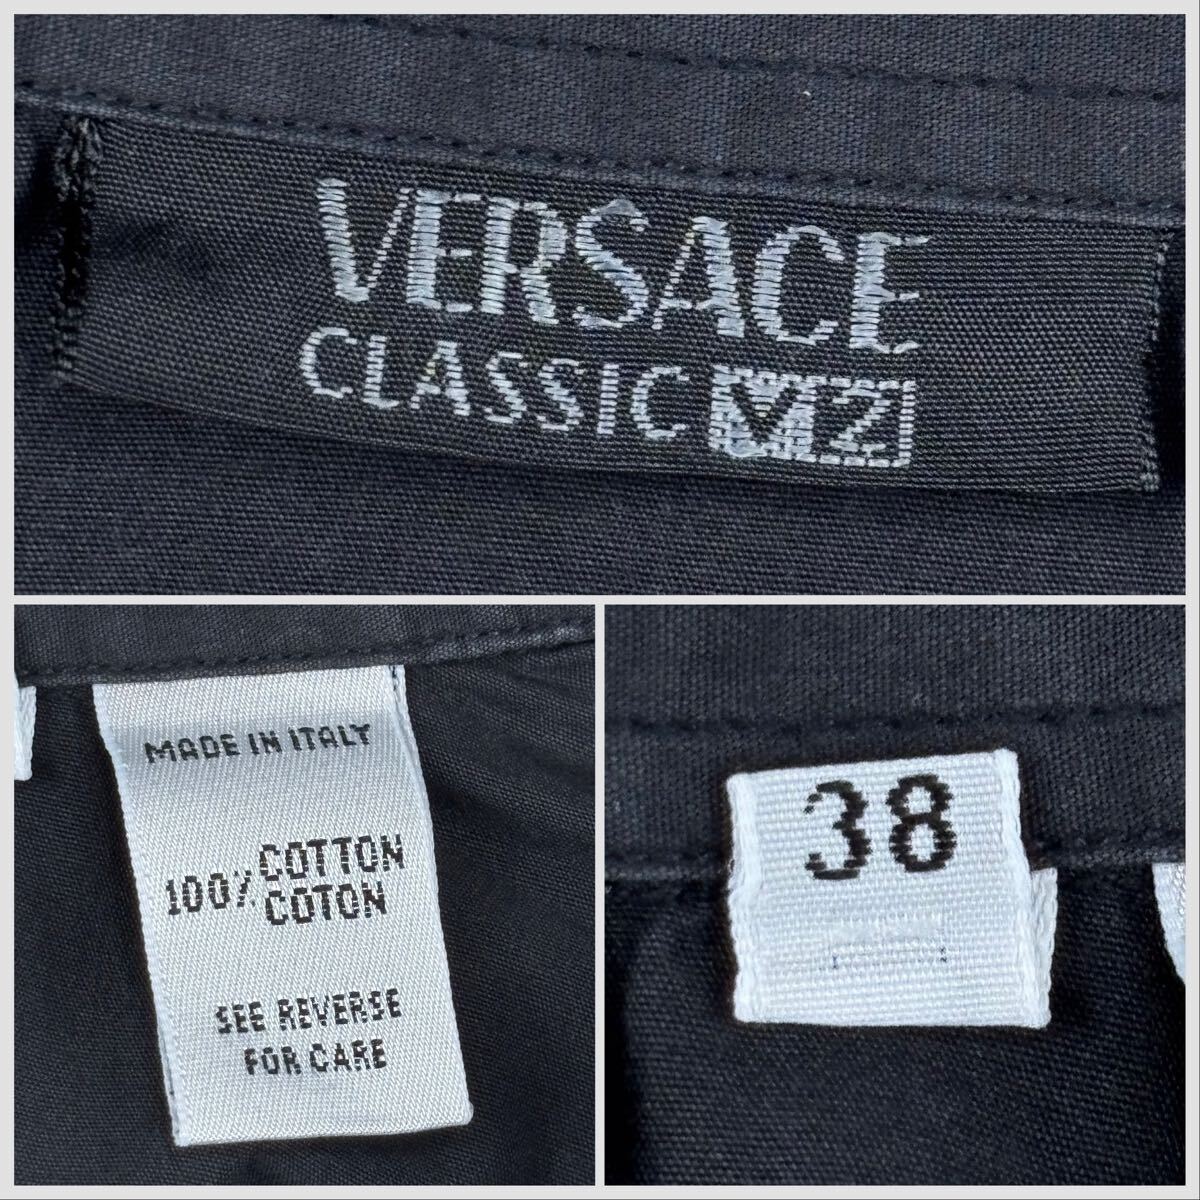 VERSACE
CLASSIC V2
MADE IN ITALY
100% COTTON
COTON
SEE REVERSE
FOR CARE
38